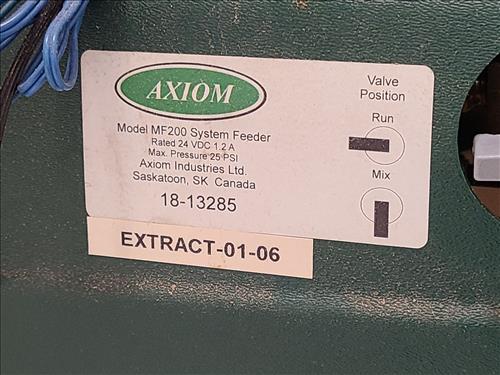 AXIOM
Model MF200 System Feeder
Rated 24 VDC 1.2 A
Max. Pressure 25 PSI
Axiom Industries Ltd.
Saskatoon, SK Canada
18-13285
Valve
Position
Run
Mix
EXTRACT-01-06